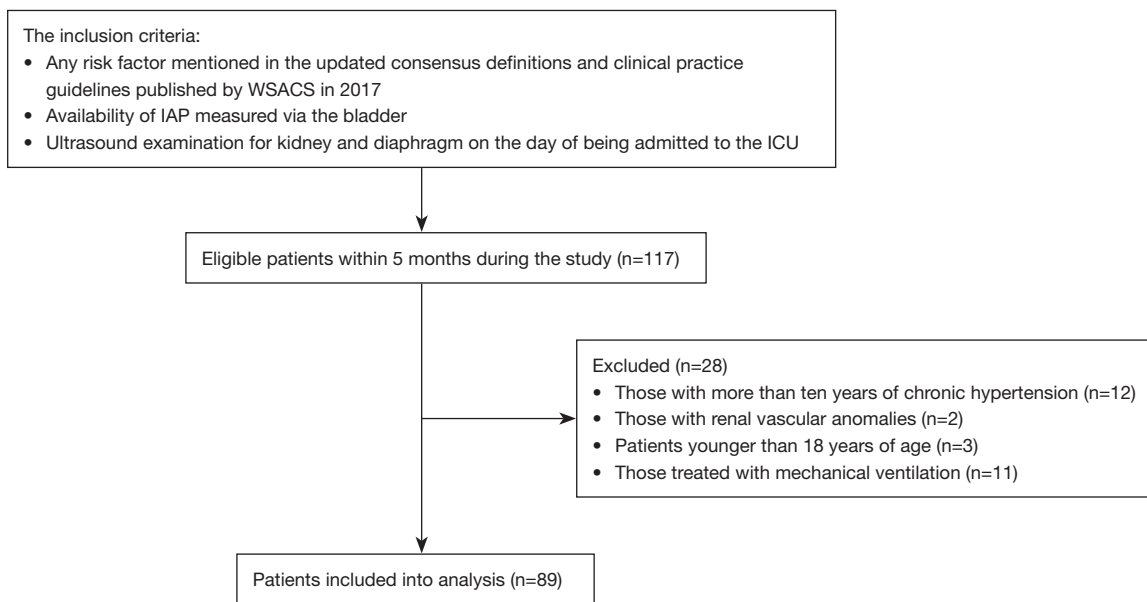 The inclusion criteria:
• Any risk factor mentioned in the updated consensus definitions and clinical practice
guidelines published by WSACS in 2017
• Availability of IAP measured via the bladder
• Ultrasound examination for kidney and diaphragm on the day of being admitted to the ICU
Eligible patients within 5 months during the study (n=117)
Excluded (n=28)
• Those with more than ten years of chronic hypertension (n=12)
• Those with renal vascular anomalies (n=2)
• Patients younger than 18 years of age (n=3)
• Those treated with mechanical ventilation (n=11)
Patients included into analysis (n=89)